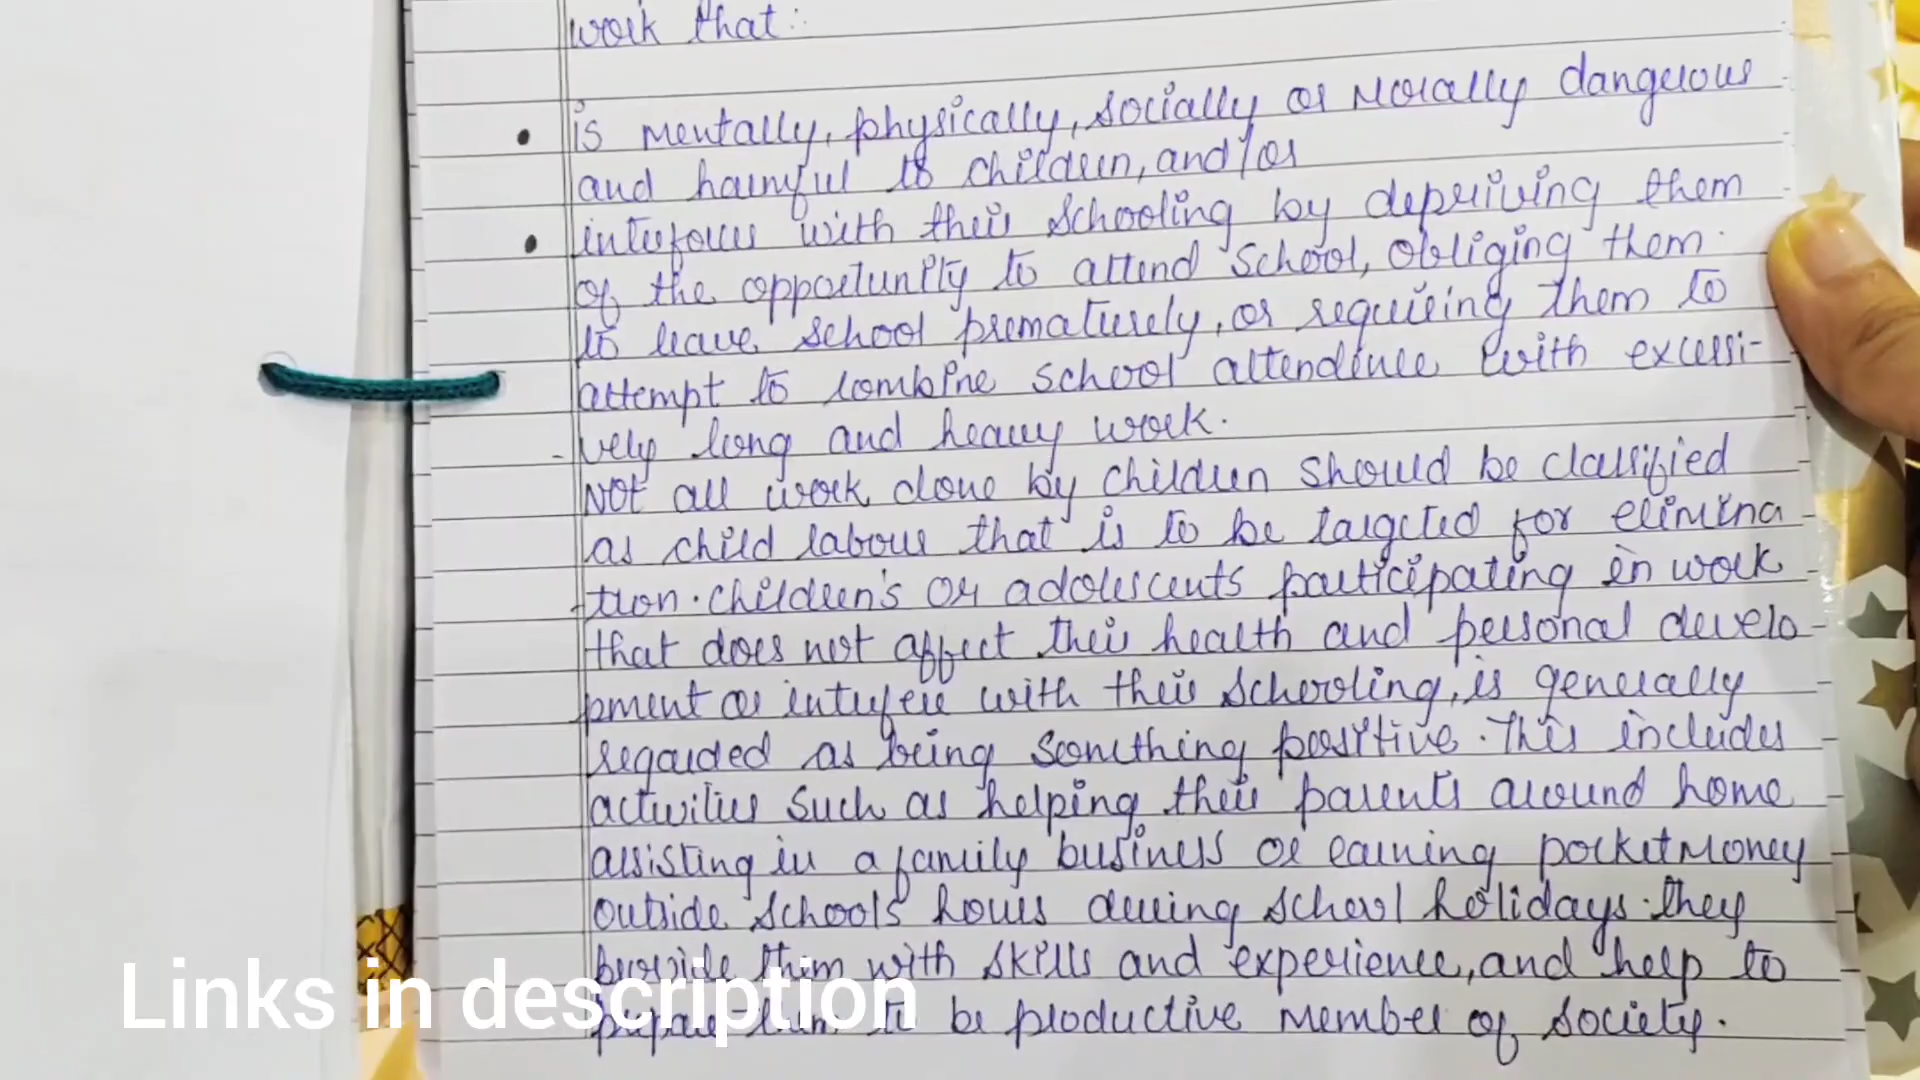 work that:
• is mentally, physically, socially or Morally dangerous
and harmful to children, and/or
• interferes with their schooling by depriving them
of the opportunity to attend school, obliging them
to leave school prematurely, or requiring them to
attempt to combine school attendence with excessi-
- vely long and heavy work.
Not all work done by children should be classified
as child labour that is to be targeted for elimina
-tion. children's or adolescents participating in work
that does not affect their health and personal develo
pment or interfere with their schooling, is generally
regarded as being something positive. This includes
activities such as helping their parents around home
assisting in a family business or earning pocketmoney
outside schools hours during school holidays. they
provide them with skills and experience, and help to
prepare them to be productive member of society.
Links in description